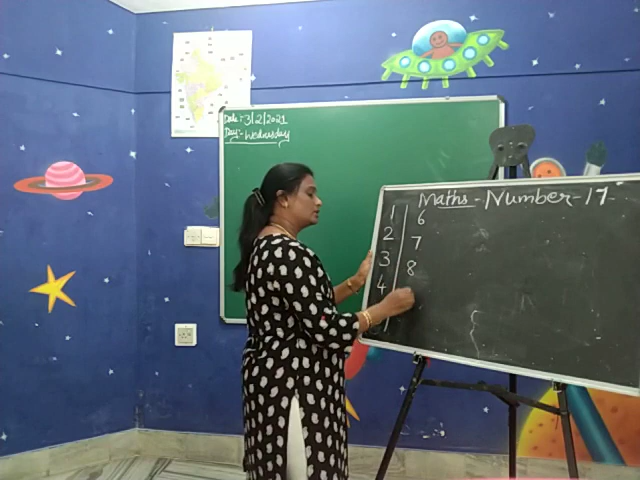 Date:- 3/2/2021
Day:- Wednesday
Maths - Number - 17
1 6
2 7
3 8
4